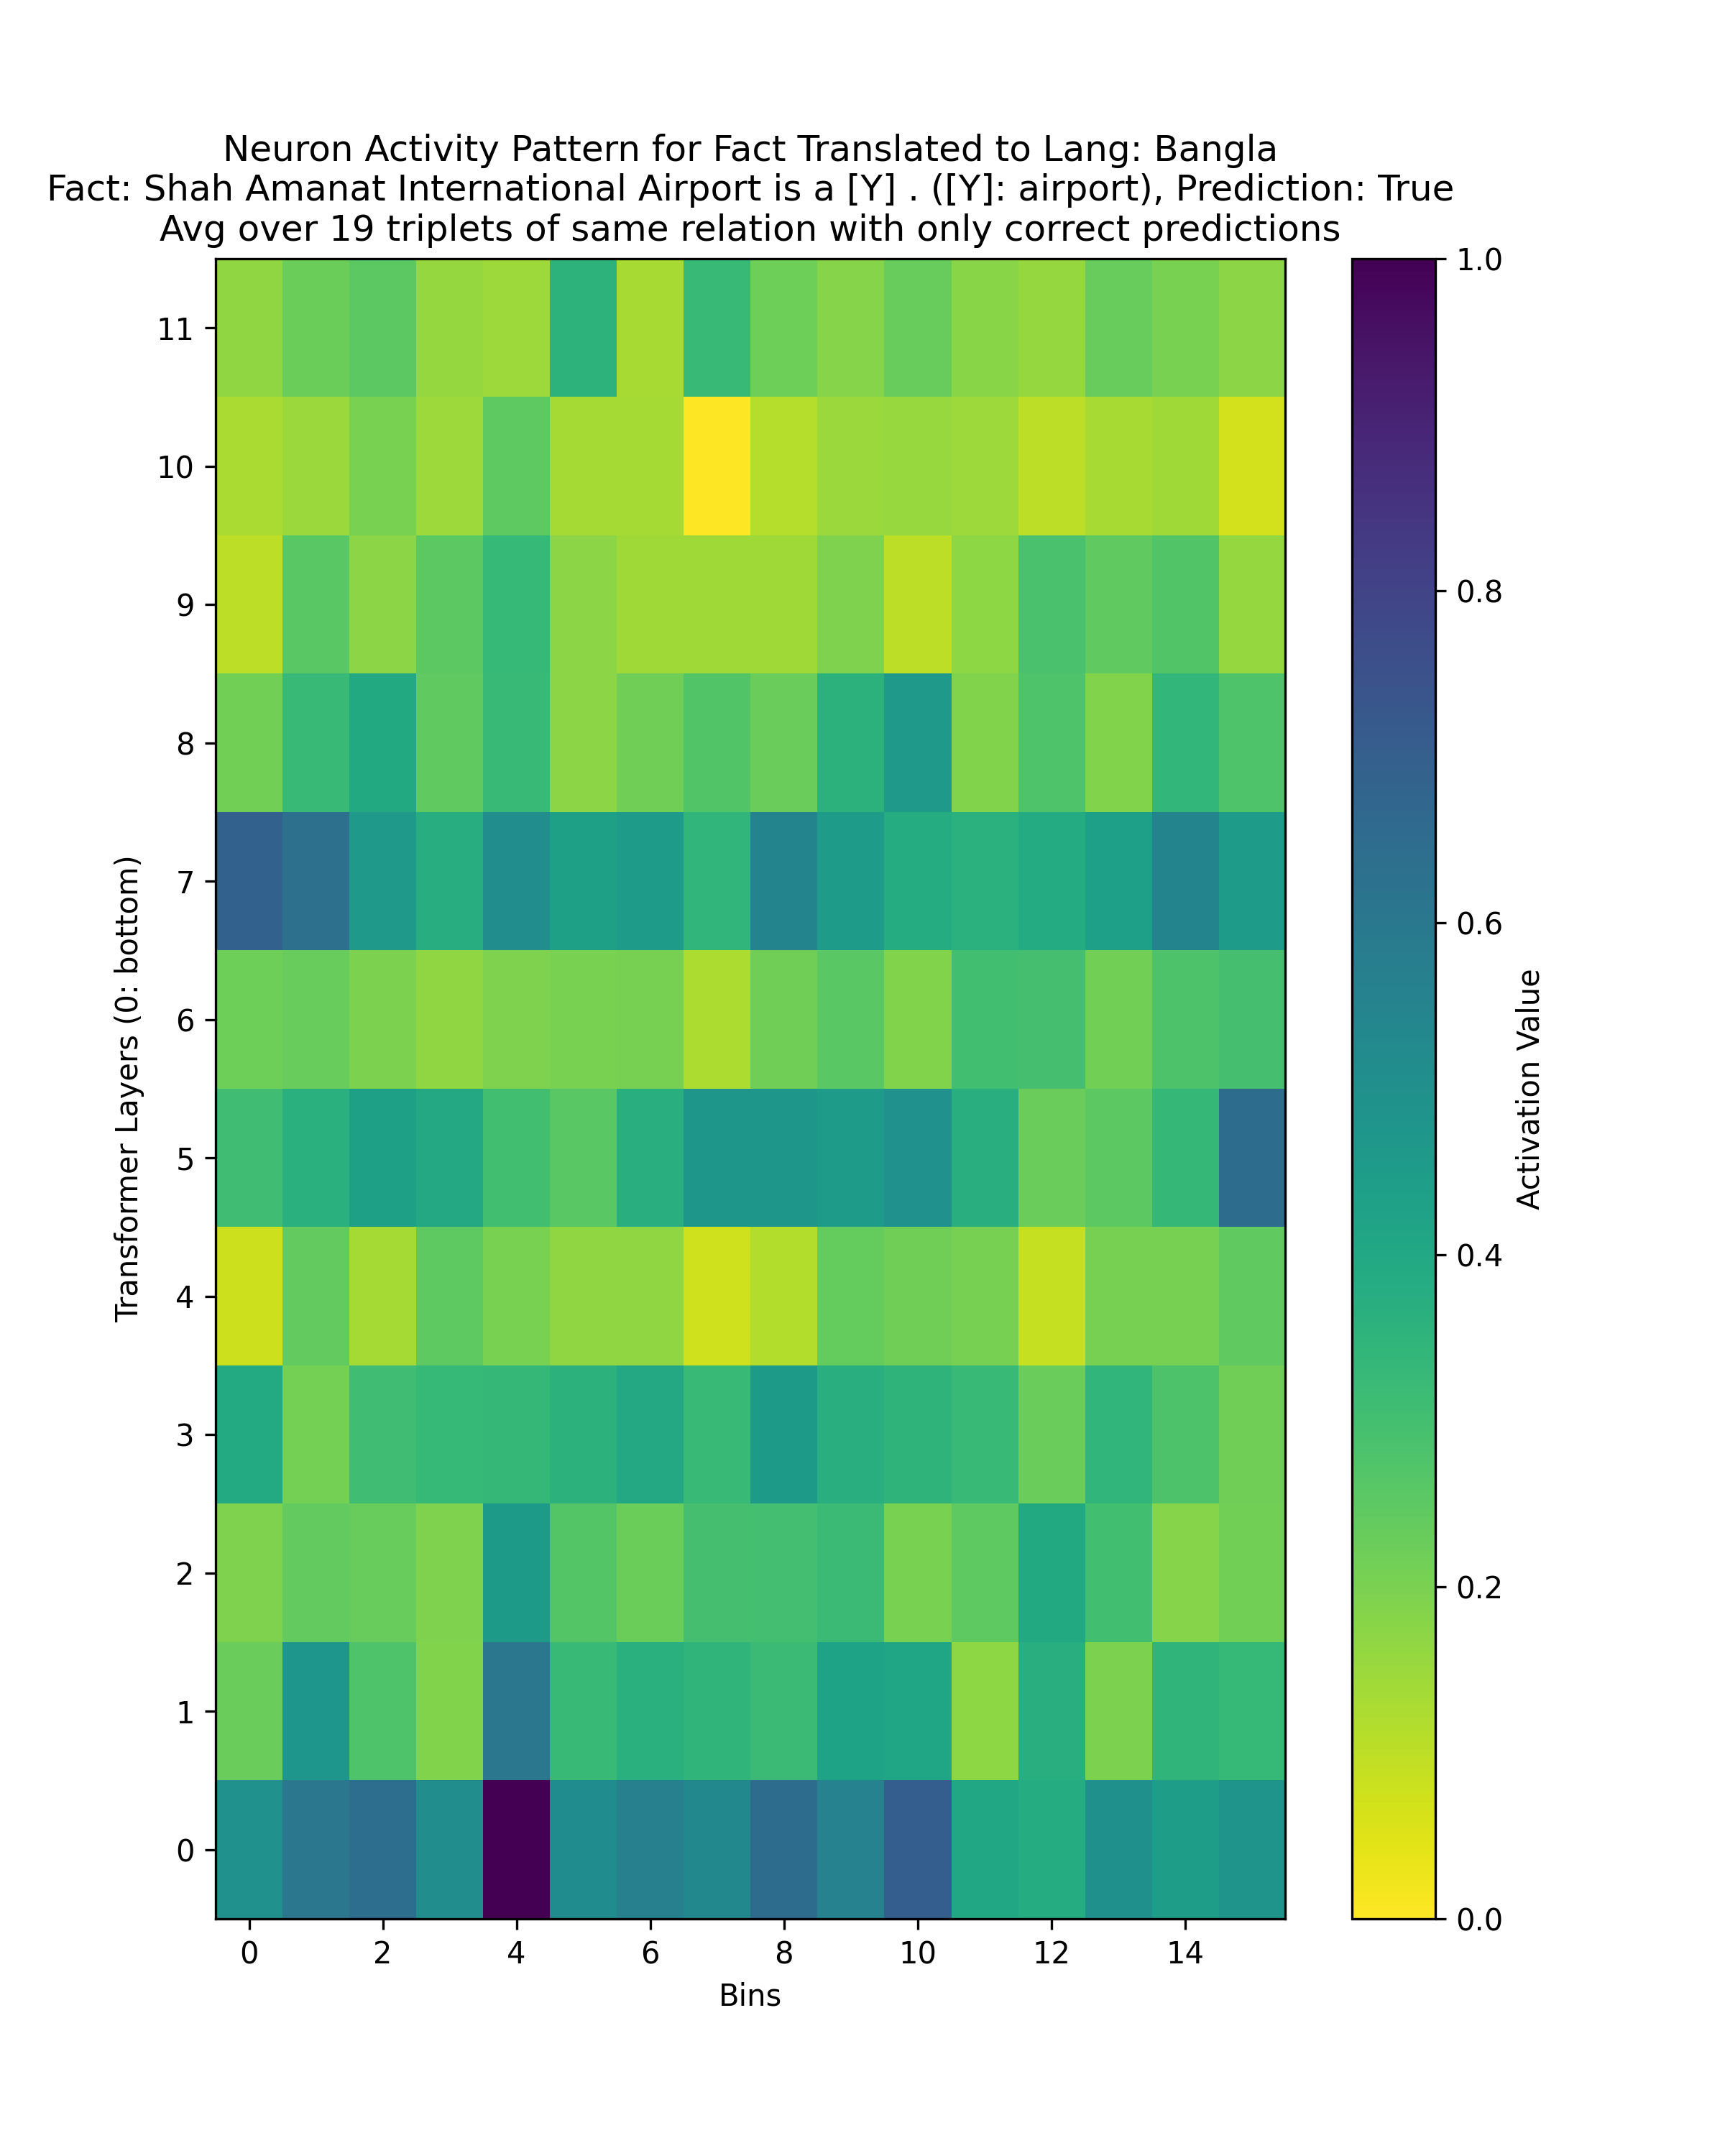 Neuron Activity Pattern for Fact Translated to Lang: Bangla
Fact: Shah Amanat International Airport is a [Y] . ([Y]: airport), Prediction: True
Avg over 19 triplets of same relation with only correct predictions
11
10
9
8
7
6
5
4
3
2
1
0
Transformer Layers (0: bottom)
0 2 4 6 8 10 12 14
Bins
1.0
0.8
0.6
0.4
0.2
0.0
Activation Value